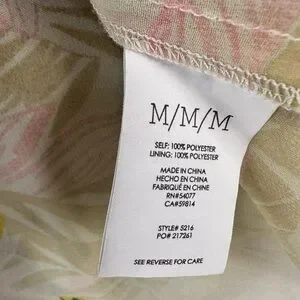 M/M/M
SELF: 100% POLYESTER
LINING: 100% POLYESTER
MADE IN CHINA
HECHO EN CHINA
FABRIQUÉ EN CHINE
RN#54077
CA#59814
STYLE# S216
PO# 217261
SEE REVERSE FOR CARE